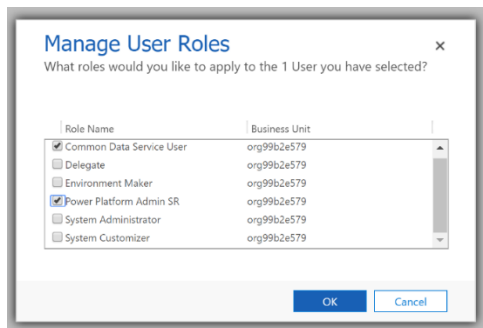 Manage User Roles
What roles would you like to apply to the 1 User you have selected?
Role Name Business Unit
Common Data Service User org99b2e579
Delegate org99b2e579
Environment Maker org99b2e579
Power Platform Admin SR org99b2e579
System Administrator org99b2e579
System Customizer org99b2e579
OK Cancel